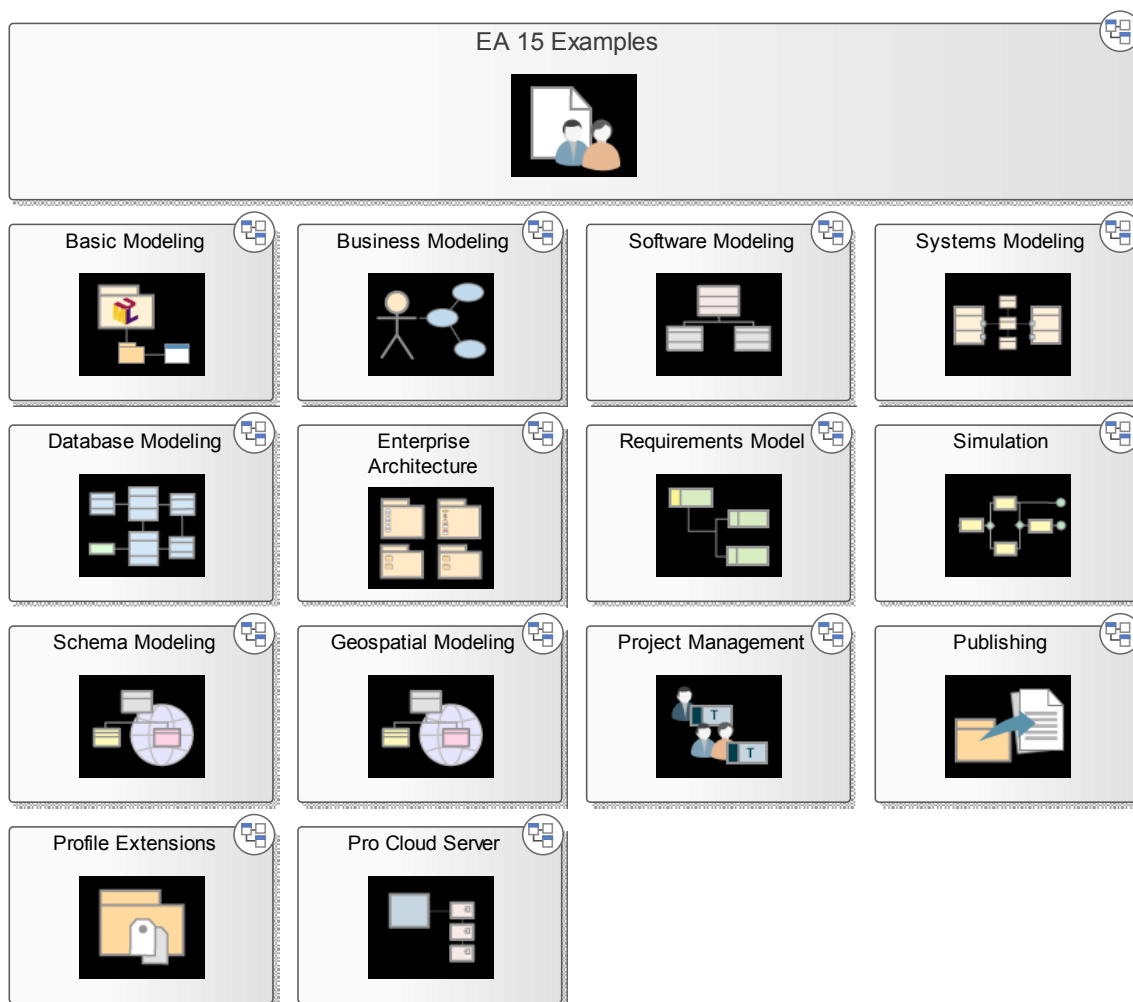 EA 15 Examples
Basic Modeling
Business Modeling
Software Modeling
Systems Modeling
UML
Database Modeling
Enterprise
Architecture
Requirements Model
Simulation
Schema Modeling
Geospatial Modeling
Project Management
Publishing
T
T
Profile Extensions
Pro Cloud Server